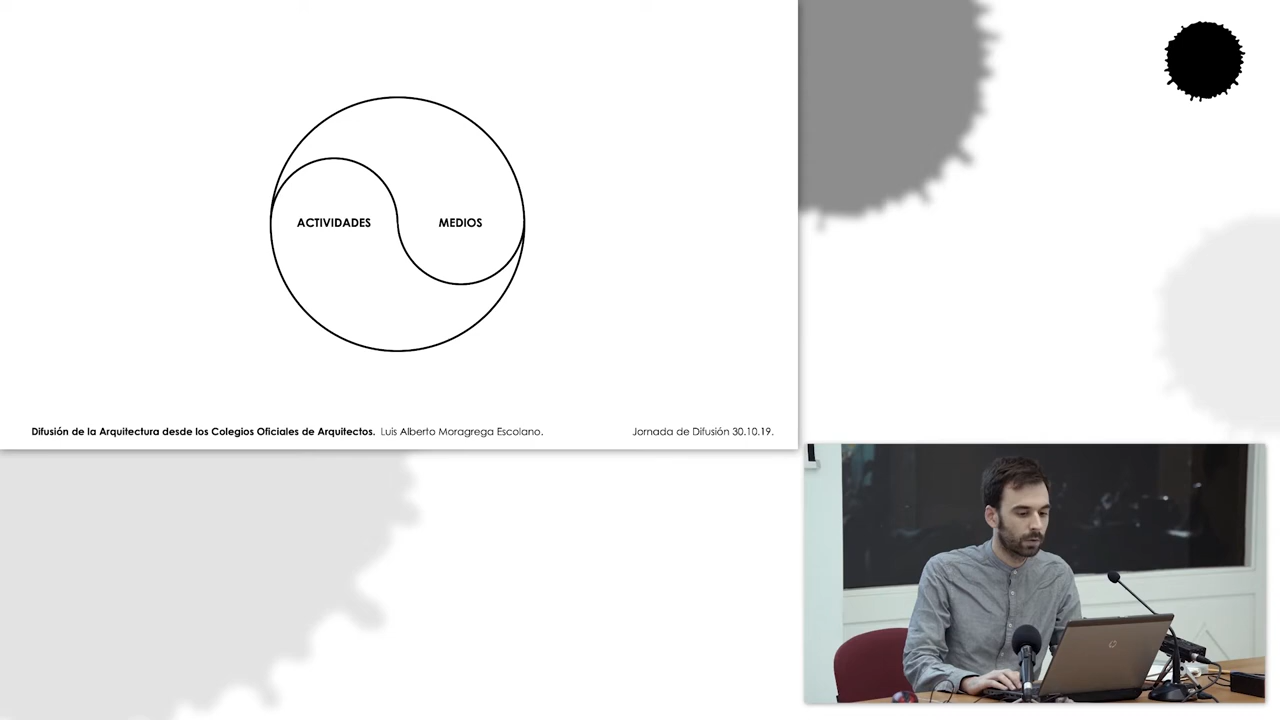 ACTIVIDADES MEDIOS
Difusión de la Arquitectura desde los Colegios Oficiales de Arquitectos. Luis Alberto Moragrega Escolano. Jornada de Difusión 30.10.19.